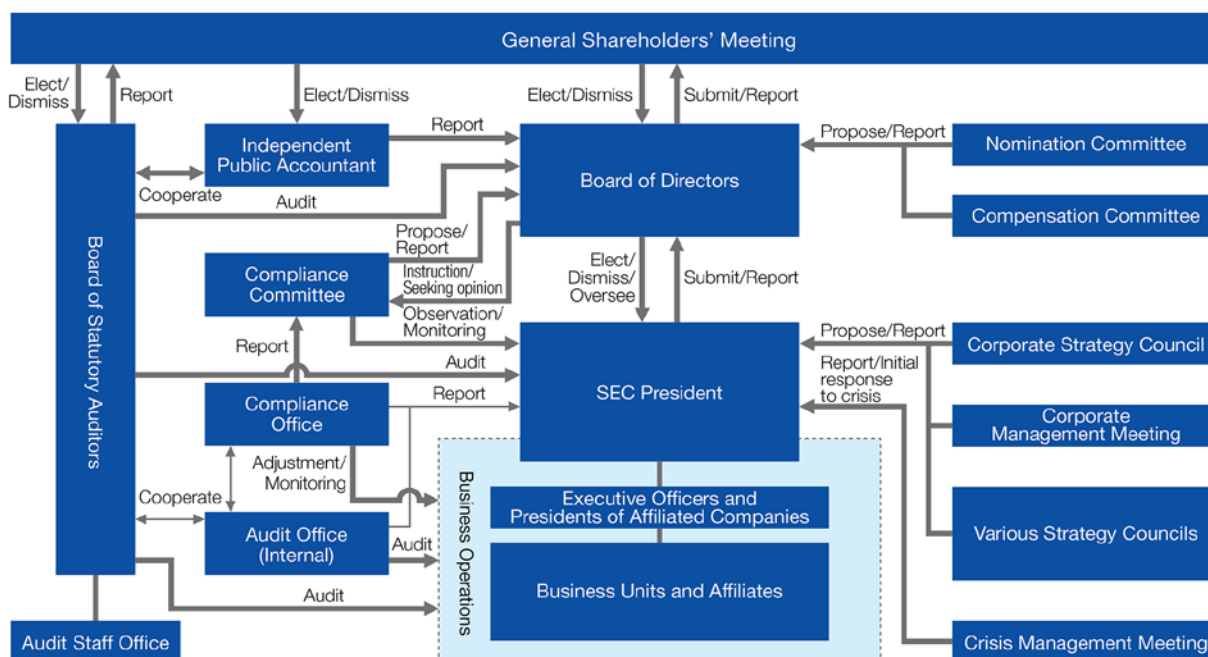 General Shareholders' Meeting
Elect/
Dismiss
Report
Elect/Dismiss
Elect/Dismiss
Submit/Report
Independent
Public Accountant
Report
Board of Directors
Propose/Report
Nomination Committee
Cooperate
Audit
Compensation Committee
Board of Statutory Auditors
Propose/
Report
Compliance
Committee
Instruction/
Seeking opinion
Elect/
Dismiss/
Oversee
Submit/Report
Observation/
Monitoring
Report
Audit
SEC President
Propose/Report
Corporate Strategy Council
Report/Initial
response
to crisis
Compliance
Office
Report
Corporate
Management Meeting
Adjustment/
Monitoring
Cooperate
Business Operations
Executive Officers and
Presidents of Affiliated Companies
Audit Office
(Internal)
Audit
Various Strategy Councils
Business Units and Affiliates
Audit
Audit Staff Office
Crisis Management Meeting